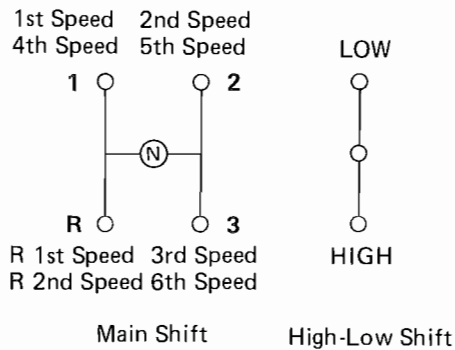 1st Speed 2nd Speed
4th Speed 5th Speed
LOW
1 2
N
R 3
R 1st Speed 3rd Speed
R 2nd Speed 6th Speed
HIGH
Main Shift
High-Low Shift